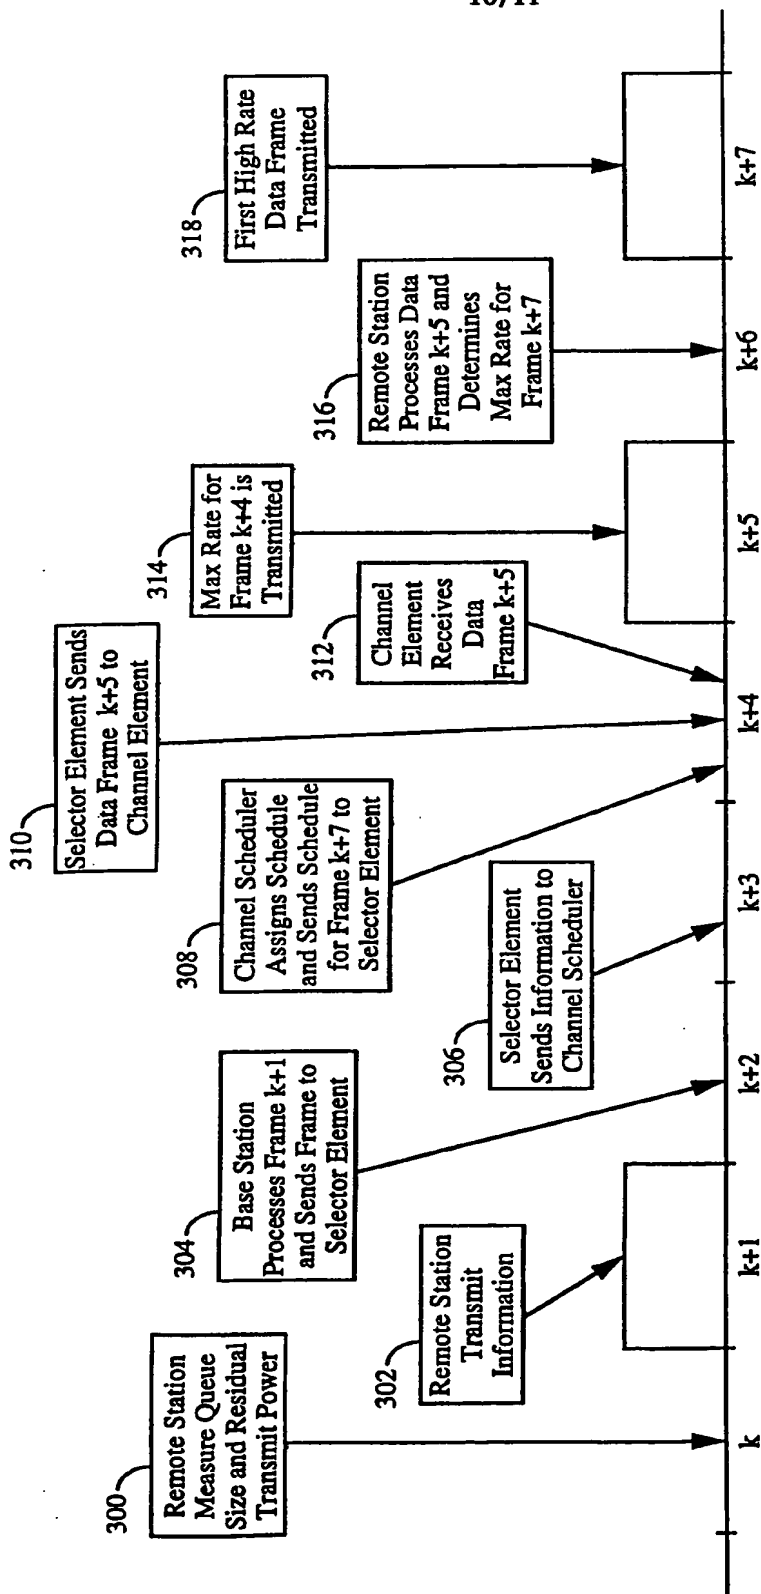 300
Remote Station
Measure Queue
Size and Residual
Transmit Power
302
Remote Station
Transmit
Information
304
Base Station
Processes Frame k+1
and Sends Frame to
Selector Element
306
Selector Element
Sends Information to
Channel Scheduler
308
Channel Scheduler
Assigns Schedule
and Sends Schedule
for Frame k+7 to
Selector Element
310
Selector Element Sends
Data Frame k+5 to
Channel Element
312
Channel
Element
Receives
Data
Frame k+5
314
Max Rate for
Frame k+4 is
Transmitted
316
Remote Station
Processes Data
Frame k+5 and
Determines
Max Rate for
Frame k+7
318
First High Rate
Data Frame
Transmitted
k
k+1
k+2
k+3
k+4
k+5
k+6
k+7